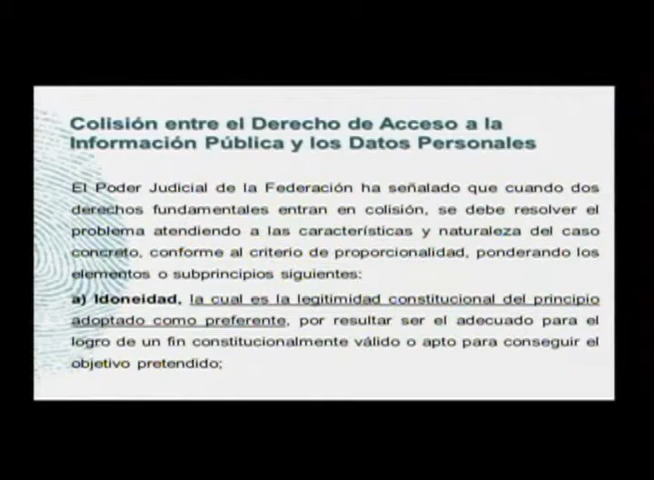 Colisión entre el Derecho de Acceso a la
Información Pública y los Datos Personales
El Poder Judicial de la Federación ha señalado que cuando dos
derechos fundamentales entran en colisión, se debe resolver el
problema atendiendo a las características y naturaleza del caso
concreto, conforme al criterio de proporcionalidad, ponderando los
elementos o subprincipios siguientes:
a) Idoneidad, la cual es la legitimidad constitucional del principio
adoptado como preferente, por resultar ser el adecuado para el
logro de un fin constitucionalmente válido o apto para conseguir el
objetivo pretendido;